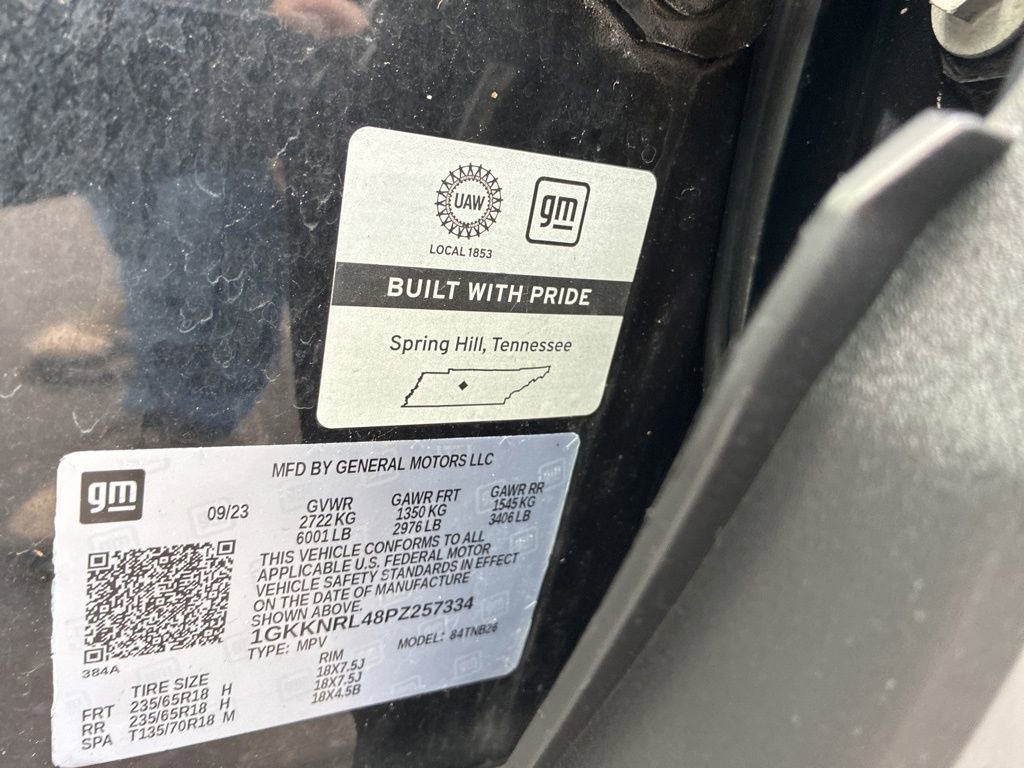 UAW
gm
LOCAL 1853
BUILT WITH PRIDE
Spring Hill, Tennessee
gm
MFD BY GENERAL MOTORS LLC
09/23
GVWR
2722 KG
6001 LB
GAWR FRT
1350 KG
2976 LB
GAWR RR
1545 KG
3406 LB
THIS VEHICLE CONFORMS TO ALL
APPLICABLE U.S. FEDERAL MOTOR
VEHICLE SAFETY STANDARDS IN EFFECT
ON THE DATE OF MANUFACTURE
SHOWN ABOVE.
1GKKNRL48PZ257334
TYPE: MPV
MODEL: 84TNB26
384A
TIRE SIZE RIM
FRT 235/65R18 H 18X7.5J
RR 235/65R18 H 18X7.5J
SPA T135/70R18 M 18X4.5B